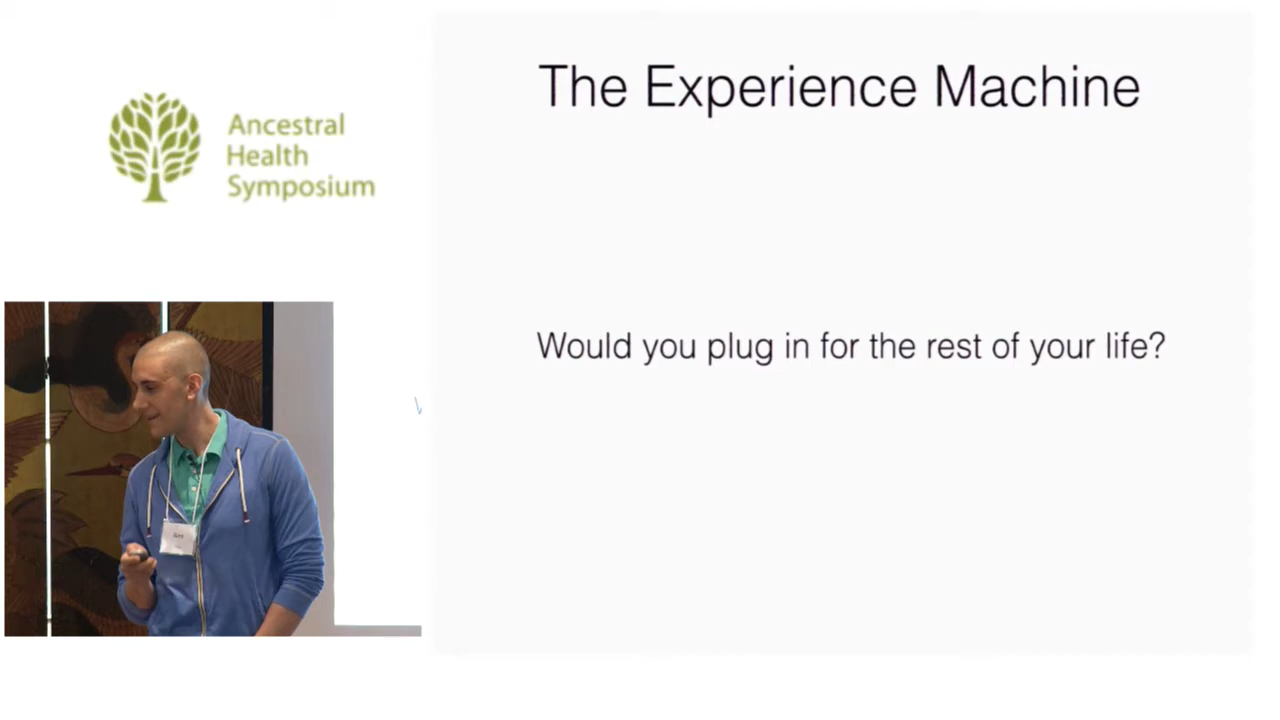 The Experience Machine
Ancestral
Health
Symposium
Would you plug in for the rest of your life?